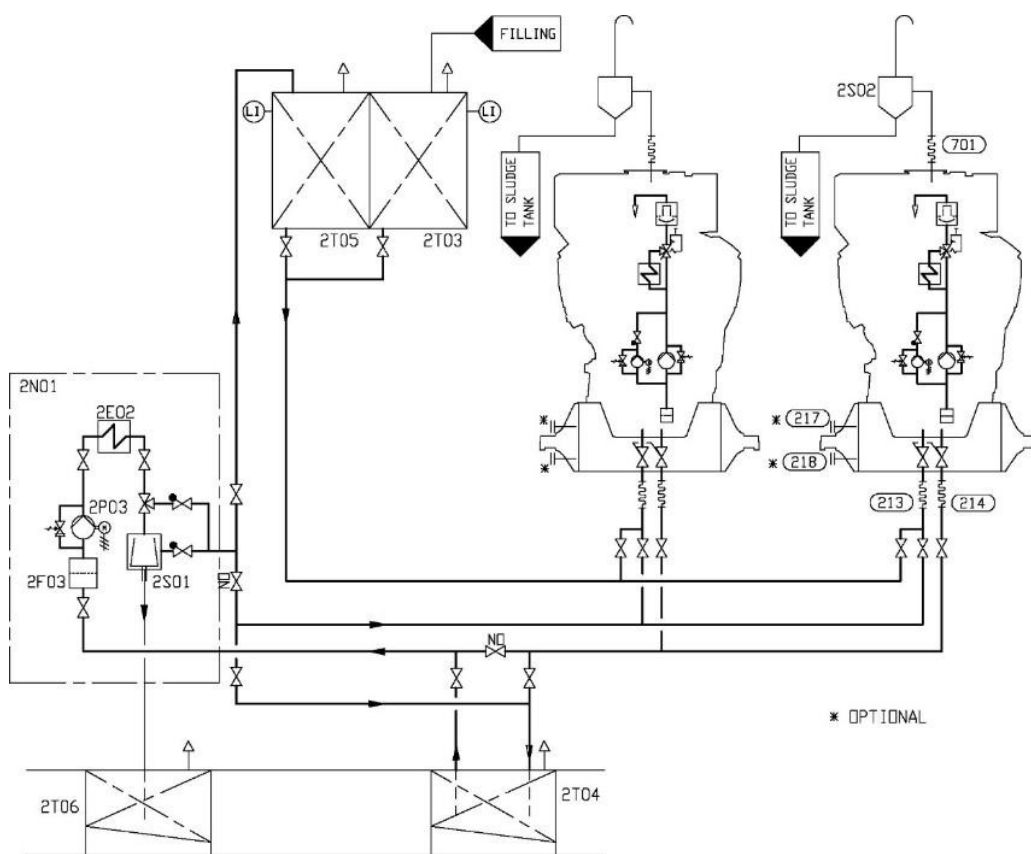 FILLING
2S02
LI
LI
701
TO SLUDGE
TANK
TO SLUDGE
TANK
2T05
2T03
2N01
2E02
2P03
2F03
2S01
NO
NO
*
*
* 217
* 218
213
214
* OPTIONAL
2T06
2T04